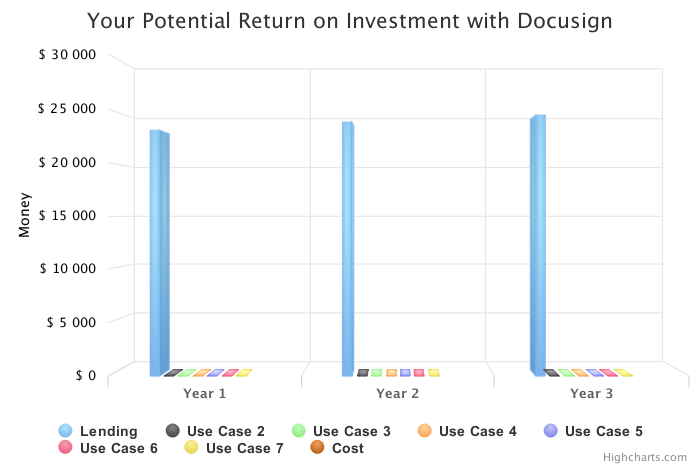 Your Potential Return on Investment with Docusign
$ 30 000
$ 25 000
$ 20 000
Money
$ 15 000
$ 10 000
$ 5 000
$ 0
Year 1 Year 2 Year 3
Lending Use Case 2 Use Case 3 Use Case 4 Use Case 5
Use Case 6 Use Case 7 Cost
Highcharts.com